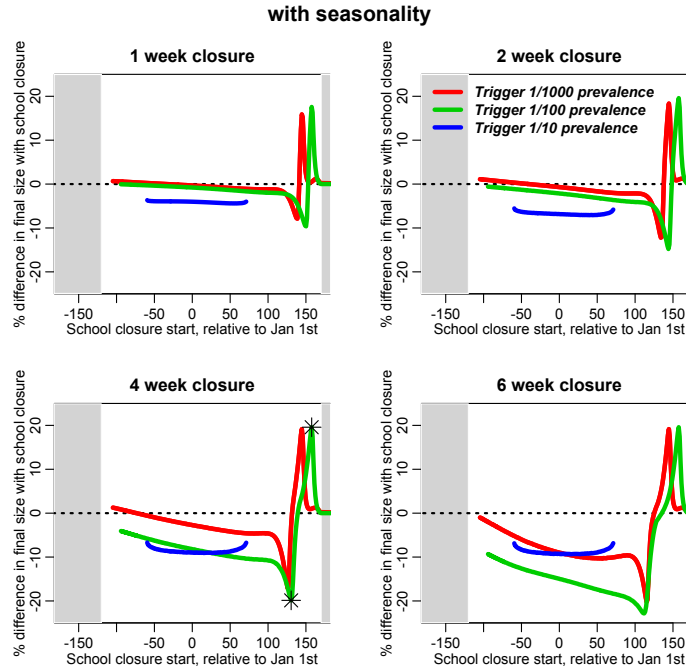 with seasonality
1 week closure
% difference in final size with school closure
20
10
0
-10
-20
-150
-50
0
50
100
150
School closure start, relative to Jan 1st
2 week closure
Trigger 1/1000 prevalence
Trigger 1/100 prevalence
Trigger 1/10 prevalence
% difference in final size with school closure
20
10
0
-10
-20
-150
-50
0
50
100
150
School closure start, relative to Jan 1st
4 week closure
% difference in final size with school closure
20
10
0
-10
-20
-150
-50
0
50
100
150
School closure start, relative to Jan 1st
6 week closure
% difference in final size with school closure
20
10
0
-10
-20
-150
-50
0
50
100
150
School closure start, relative to Jan 1st